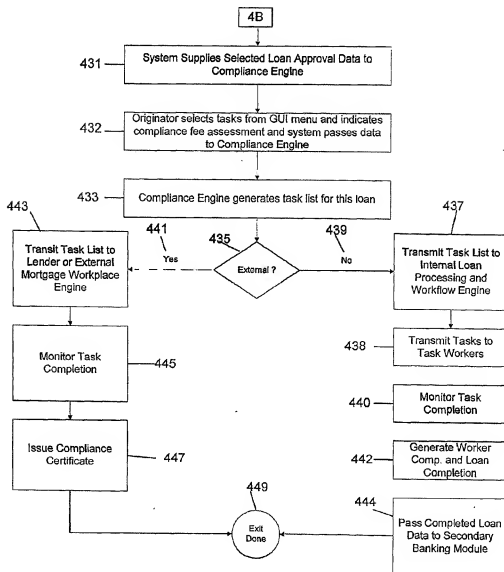 4B
431
System Supplies Selected Loan Approval Data to
Compliance Engine
432
Originator selects tasks from GUI menu and indicates
compliance fee assessment and system passes data
to Compliance Engine
433
Compliance Engine generates task list for this loan
443
441
435
439
437
Transit Task List to
Lender or External
Mortgage Workplace
Engine
Yes
External ?
No
Transmit Task List to
Internal Loan
Processing and
Workflow Engine
438
Transmit Tasks to
Task Workers
Monitor Task
Completion
445
440
Monitor Task
Completion
Issue Compliance
Certificate
447
442
Generate Worker
Comp. and Loan
Completion
449
Exit
Done
444
Pass Completed Loan
Data to Secondary
Banking Module